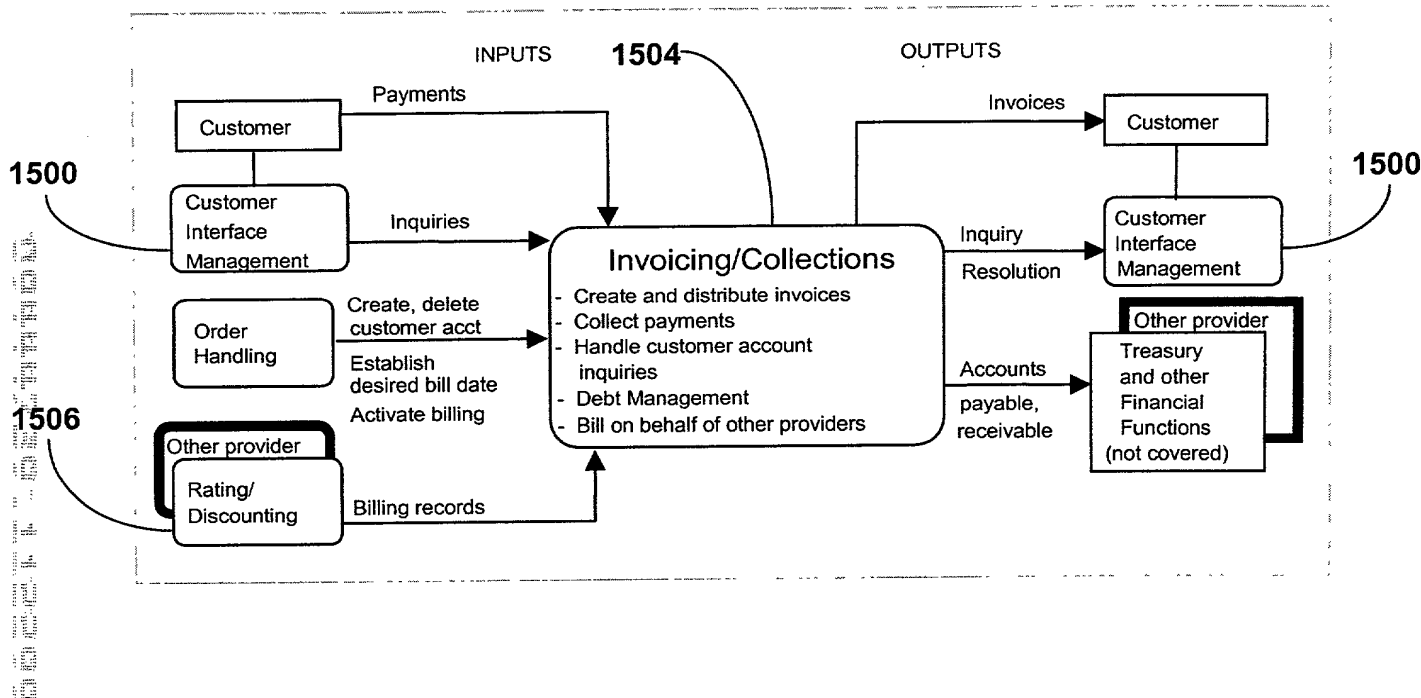 INPUTS
1504
OUTPUTS
Payments
Invoices
Customer
Customer
1500
1500
Customer
Interface
Management
Inquiries
Inquiry
Resolution
Customer
Interface
Management
Invoicing/Collections
- Create and distribute invoices
- Collect payments
- Handle customer account
inquiries
- Debt Management
- Bill on behalf of other providers
Order
Handling
Create, delete
customer acct
Establish
desired bill date
Activate billing
Accounts
payable,
receivable
Other provider
Treasury
and other
Financial
Functions
(not covered)
1506
Other provider
Rating/
Discounting
Billing records